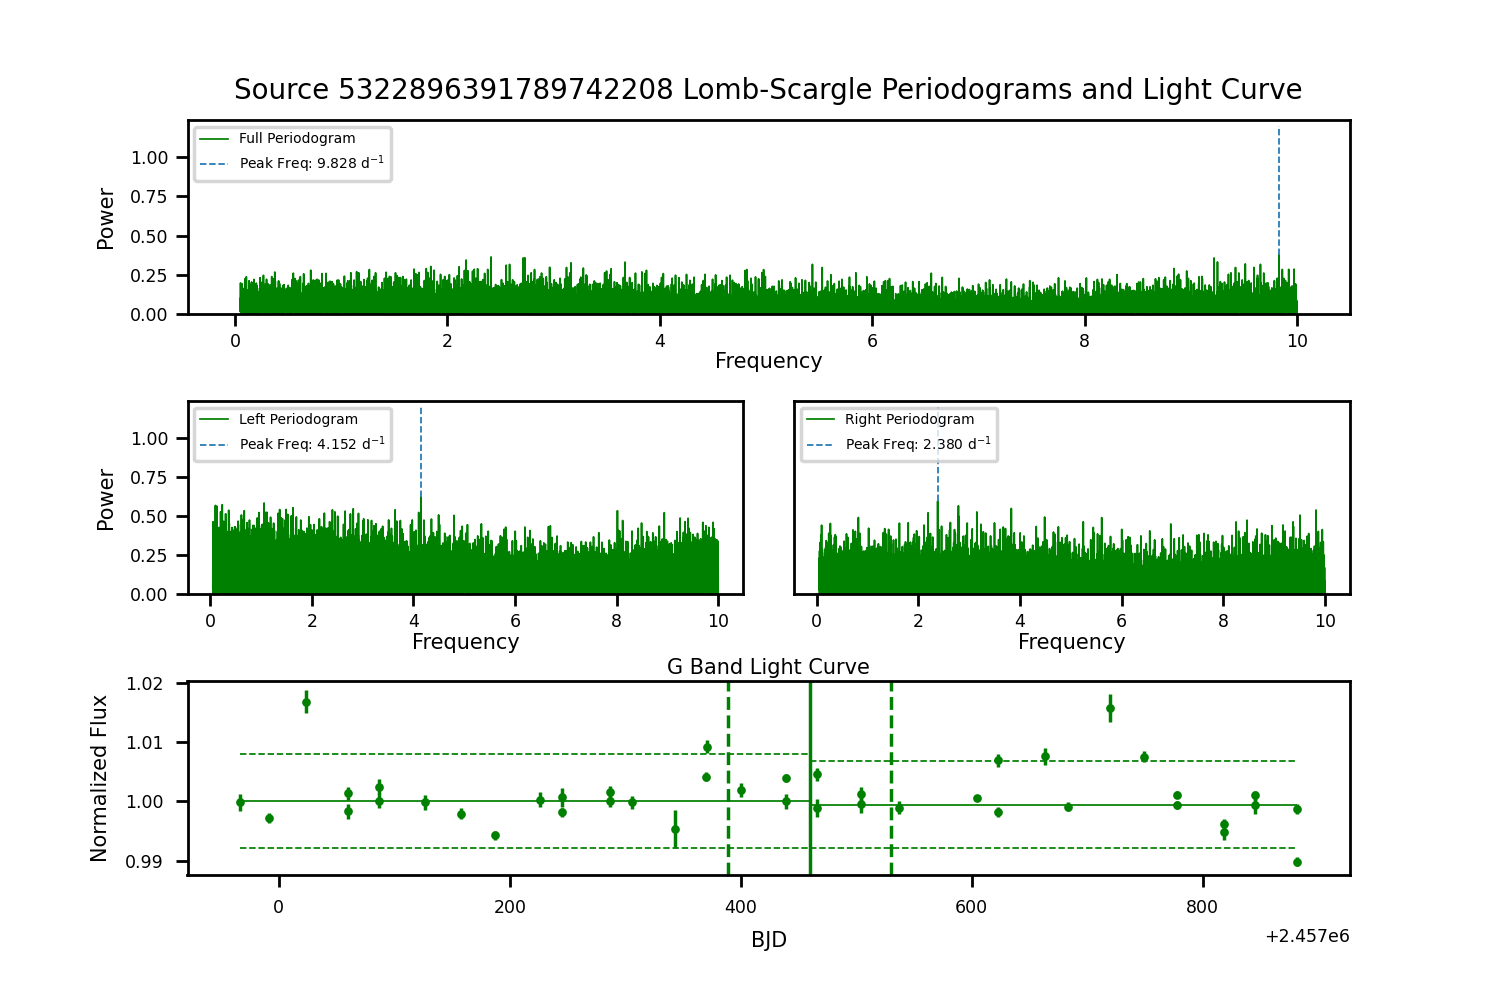 Source 5322896391789742208 Lomb-Scargle Periodograms and Light Curve
Full Periodogram
Peak Freq: 9.828 d⁻¹
Power
1.00
0.75
0.50
0.25
0.00
0 2 4 6 8 10
Frequency
Left Periodogram
Peak Freq: 4.152 d⁻¹
Power
1.00
0.75
0.50
0.25
0.00
0 2 4 6 8 10
Frequency
Right Periodogram
Peak Freq: 2.380 d⁻¹
0 2 4 6 8 10
Frequency
G Band Light Curve
Normalized Flux
1.02
1.01
1.00
0.99
0 200 400 600 800
BJD
+2.457e6